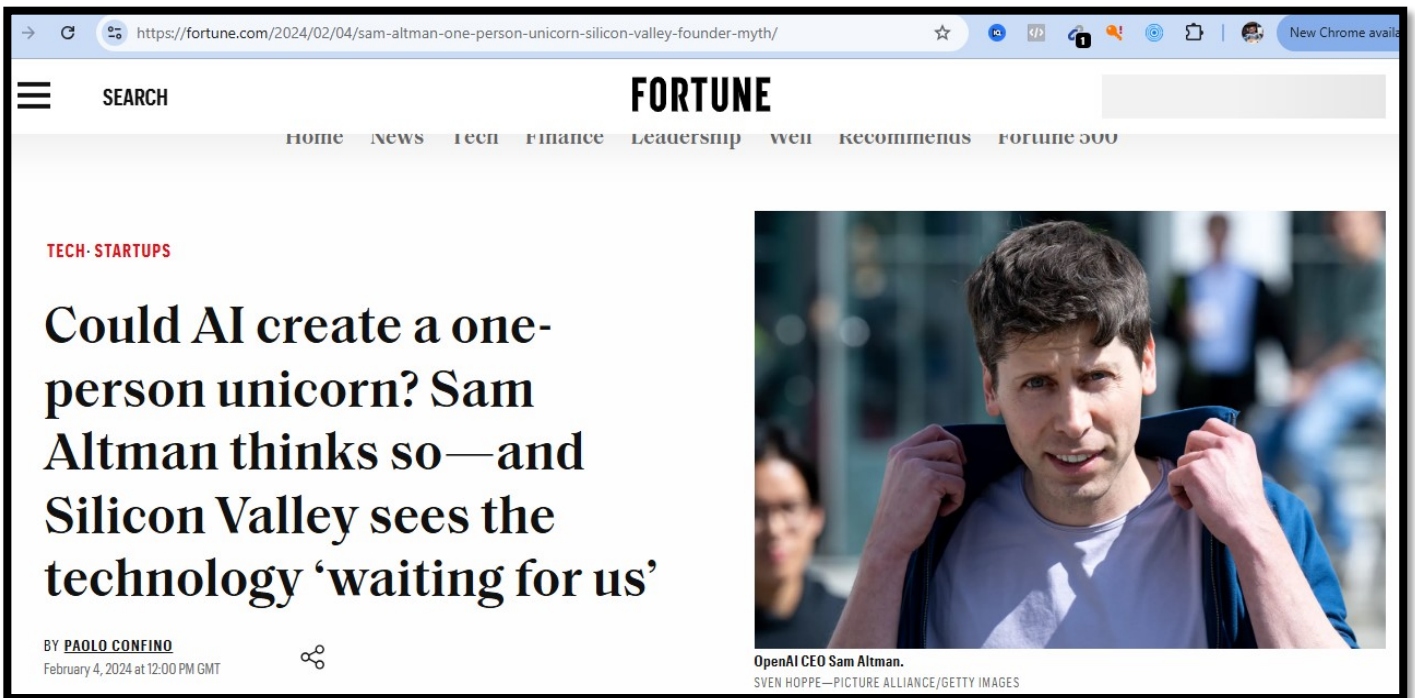 https://fortune.com/2024/02/04/sam-altman-one-person-unicorn-silicon-valley-founder-myth/
1
New Chrome availa
SEARCH
FORTUNE
Home News Tech Finance Leadership Well Recommends Fortune 500
TECH·STARTUPS
Could AI create a one-
person unicorn? Sam
Altman thinks so—and
Silicon Valley sees the
technology ‘waiting for us’
BY PAOLO CONFINO
February 4, 2024 at 12:00 PM GMT
OpenAI CEO Sam Altman.
SVEN HOPPE—PICTURE ALLIANCE/GETTY IMAGES